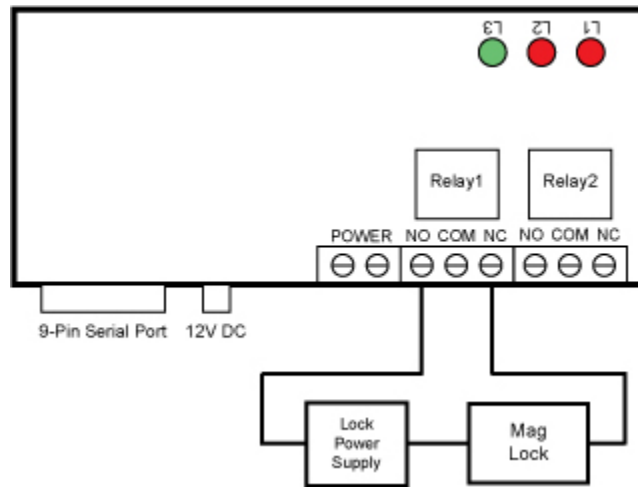 L3 L2 L1
Relay1 Relay2
POWER NO COM NC NO COM NC
9-Pin Serial Port 12V DC
Lock
Power
Supply
Mag
Lock